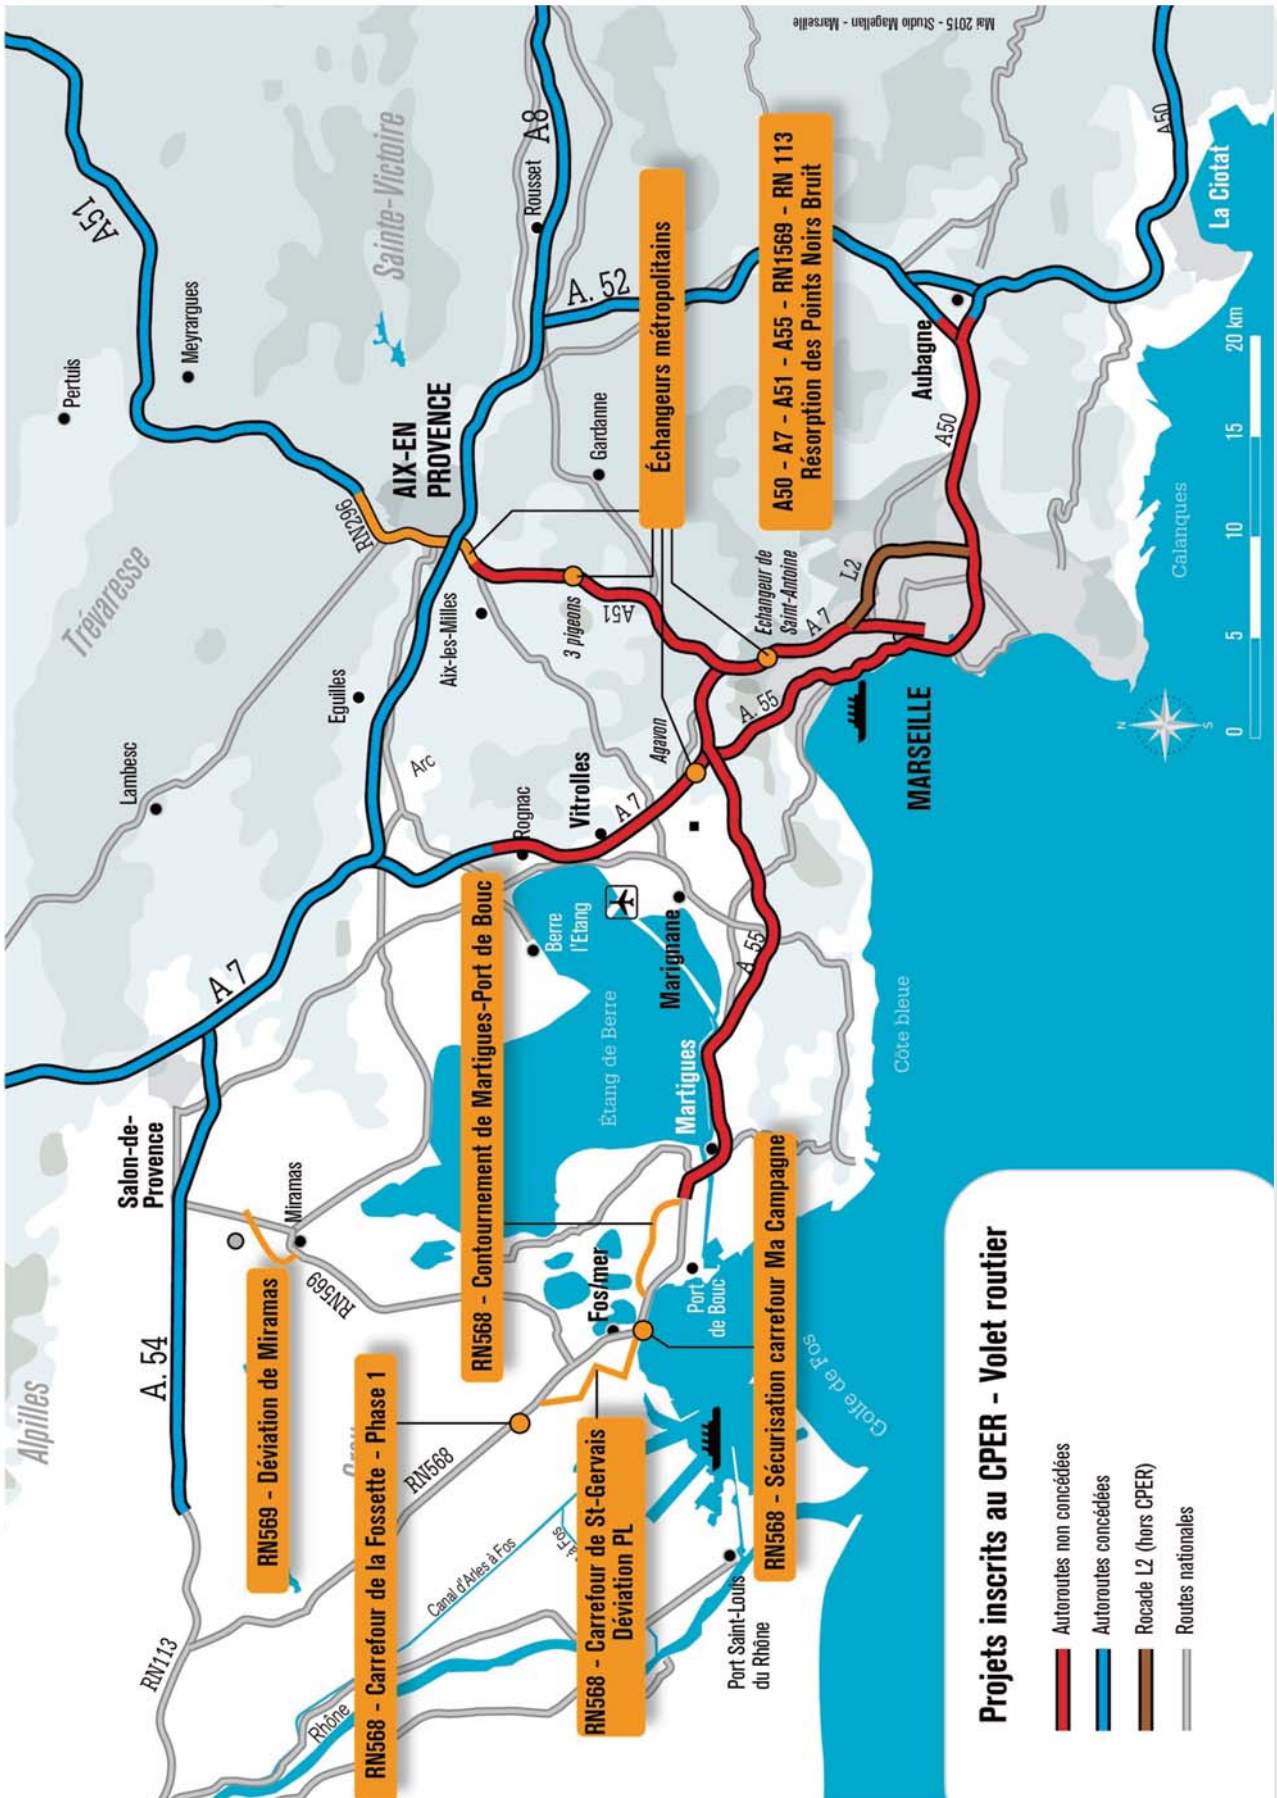 Alpilles
A. 54
Salon-de-
Provence
A 7
Lambesc
Trévaresse
Pertuis
Meyrargues
A51
RN113
RN569 - Déviation de Miramas
Miramas
RN569
Eguilles
RN296
AIX-EN
PROVENCE
Sainte-Victoire
RN568 - Carrefour de la Fossette - Phase 1
RN568
Arc
Aix-les-Milles
A8
Rousset
Rhône
Canal d'Arles à Fos
à Fos
RN568 - Contournement de Martigues-Port de Bouc
Rognac
Berre
l'Etang
Vitrolles
A 7
3 pigeons
A51
Gardanne
A. 52
RN568 - Carrefour de St-Gervais
Déviation PL
Fos/mer
Etang de Berre
Marignane
Agavon
Échangeurs métropolitains
Port
de Bouc
Martigues
A. 55
A. 55
Echangeur de
Saint-Antoine
A 7
L2
A50 - A7 - A51 - A55 - RN1569 - RN 113
Résorption des Points Noirs Bruit
Port Saint-Louis
du Rhône
RN568 - Sécurisation carrefour Ma Campagne
Golfe de Fos
Côte bleue
MARSEILLE
A50
Aubagne
Calanques
A50
La Ciotat
Projets inscrits au CPER - Volet routier
Autoroutes non concédées
Autoroutes concédées
Rocade L2 (hors CPER)
Routes nationales
N
S
0 5 10 15 20 km
Mai 2015 - Studio Magellan - Marseille